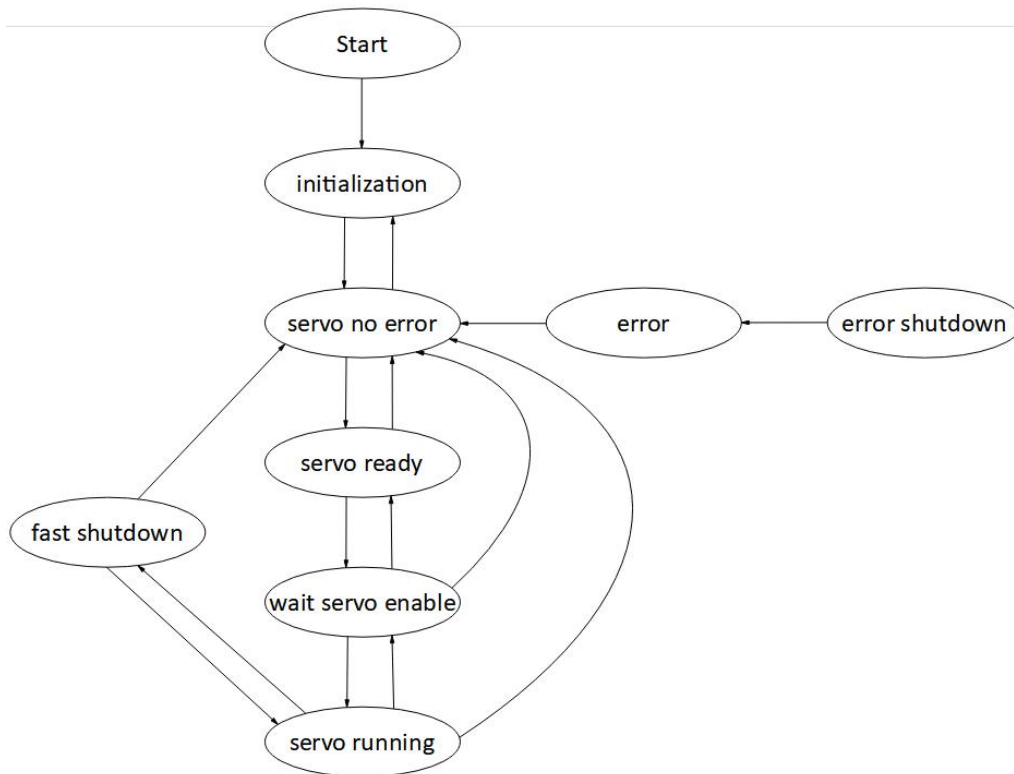 Start
initialization
servo no error
error
error shutdown
servo ready
fast shutdown
wait servo enable
servo running